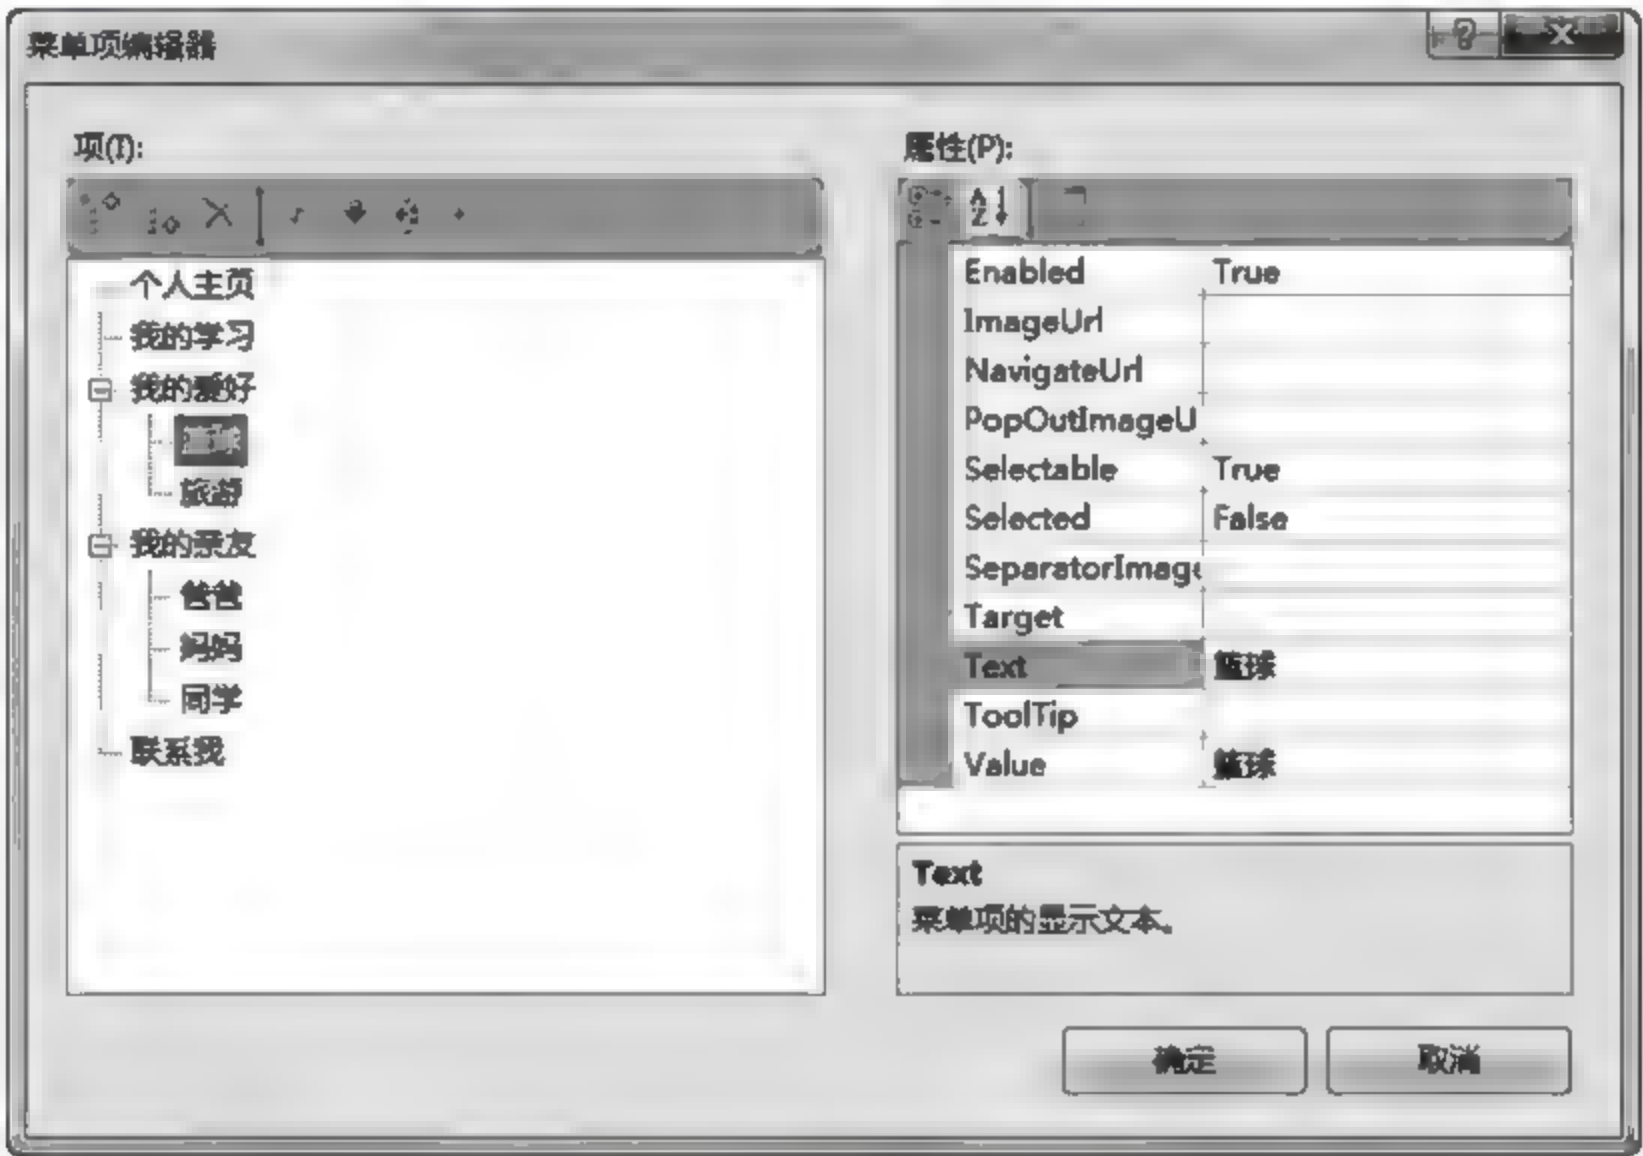 菜单项编辑器
项(I):
个人主页
我的学习
我的爱好
篮球
旅游
我的亲友
爸爸
妈妈
同学
联系我
属性(P):
Enabled True
ImageUrl
NavigateUrl
PopOutImageU
Selectable True
Selected False
SeparatorImage
Target
Text 篮球
ToolTip
Value 篮球
Text
菜单项的显示文本。
确定 取消